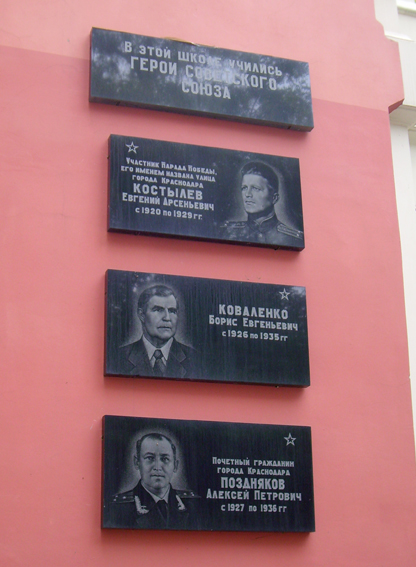 В этой школе учились
Герои Советского
Союза
Участник Парада Победы,
его именем названа улица
города Краснодара
Костылев
Евгений Арсеньевич
с 1920 по 1929 гг.
Коваленко
Борис Евгеньевич
с 1926 по 1935 гг
Почетный гражданин
города Краснодара
Поздняков
Алексей Петрович
с 1927 по 1936 гг